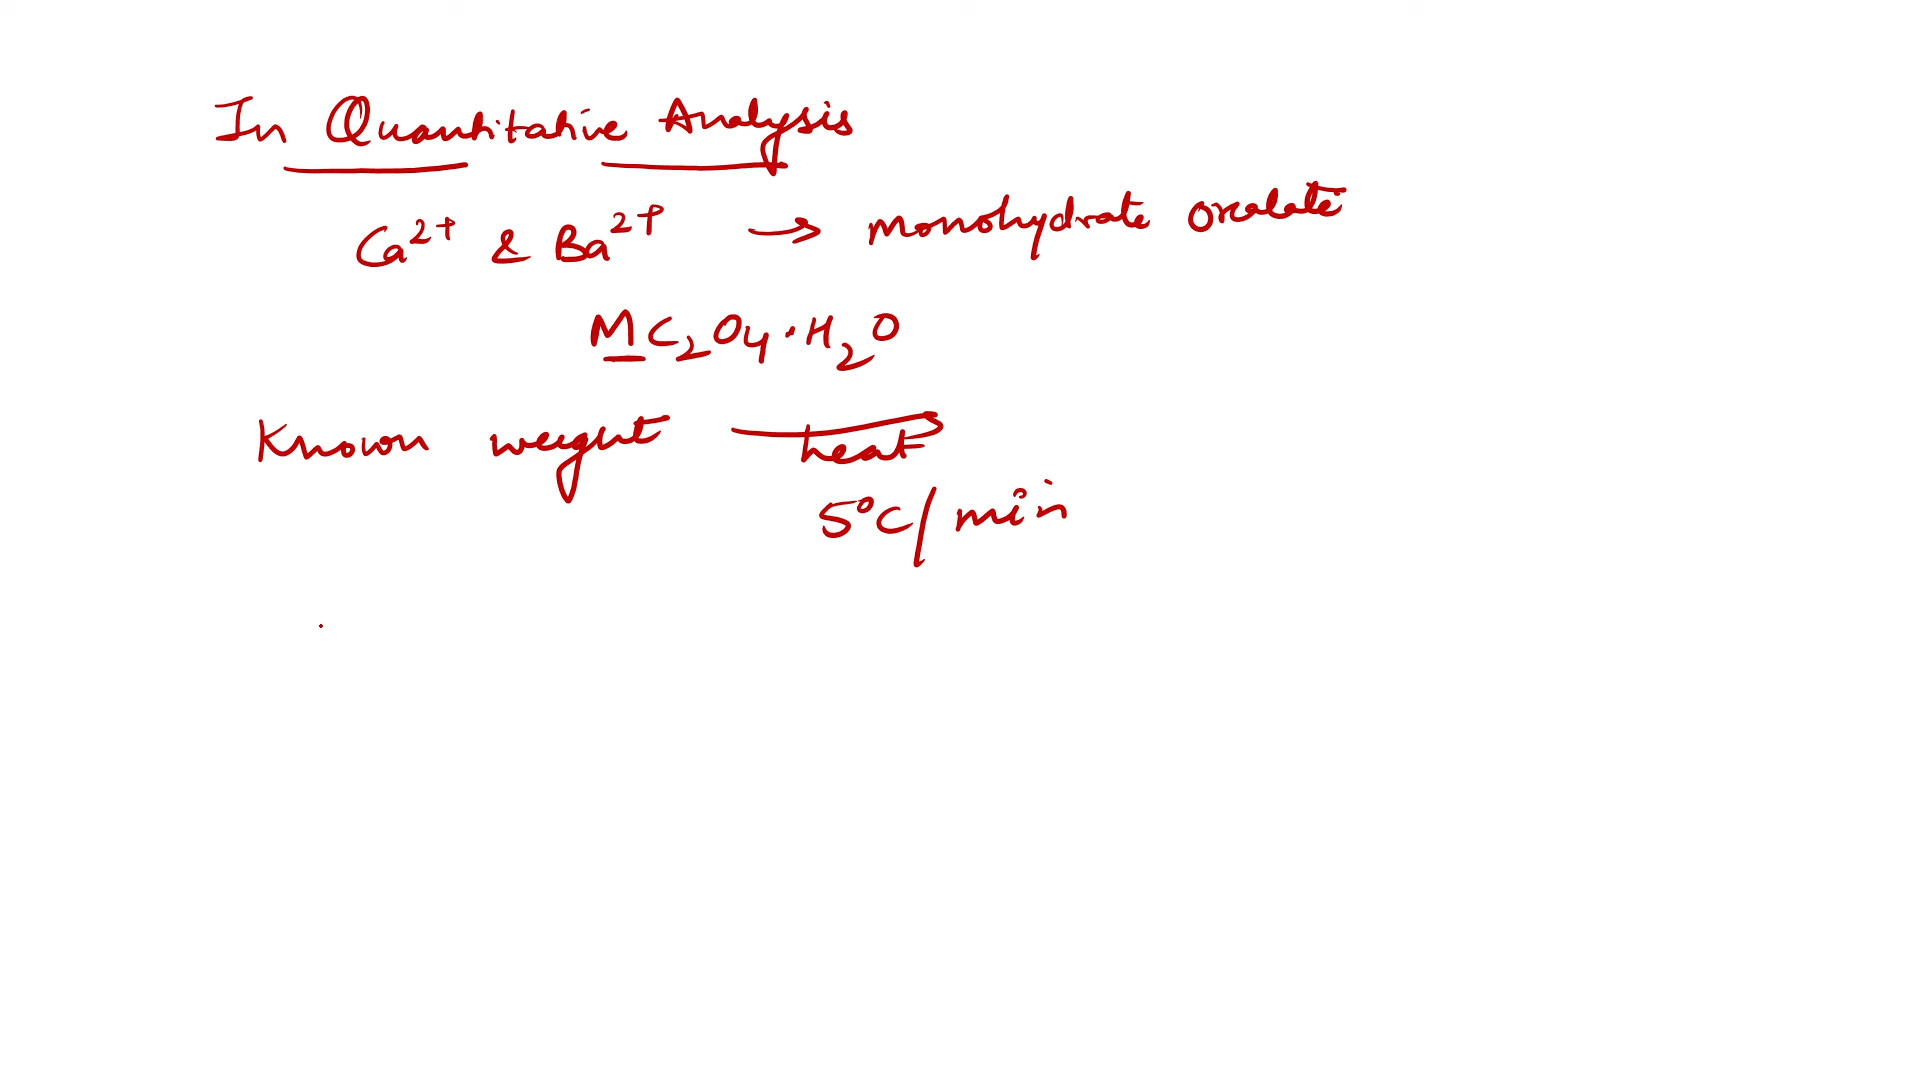 In Quantitative Analysis
Ca²⁺ & Ba²⁺ → monohydrate oxalate
MC₂O₄·H₂O
Known weight → heat
5°C/min